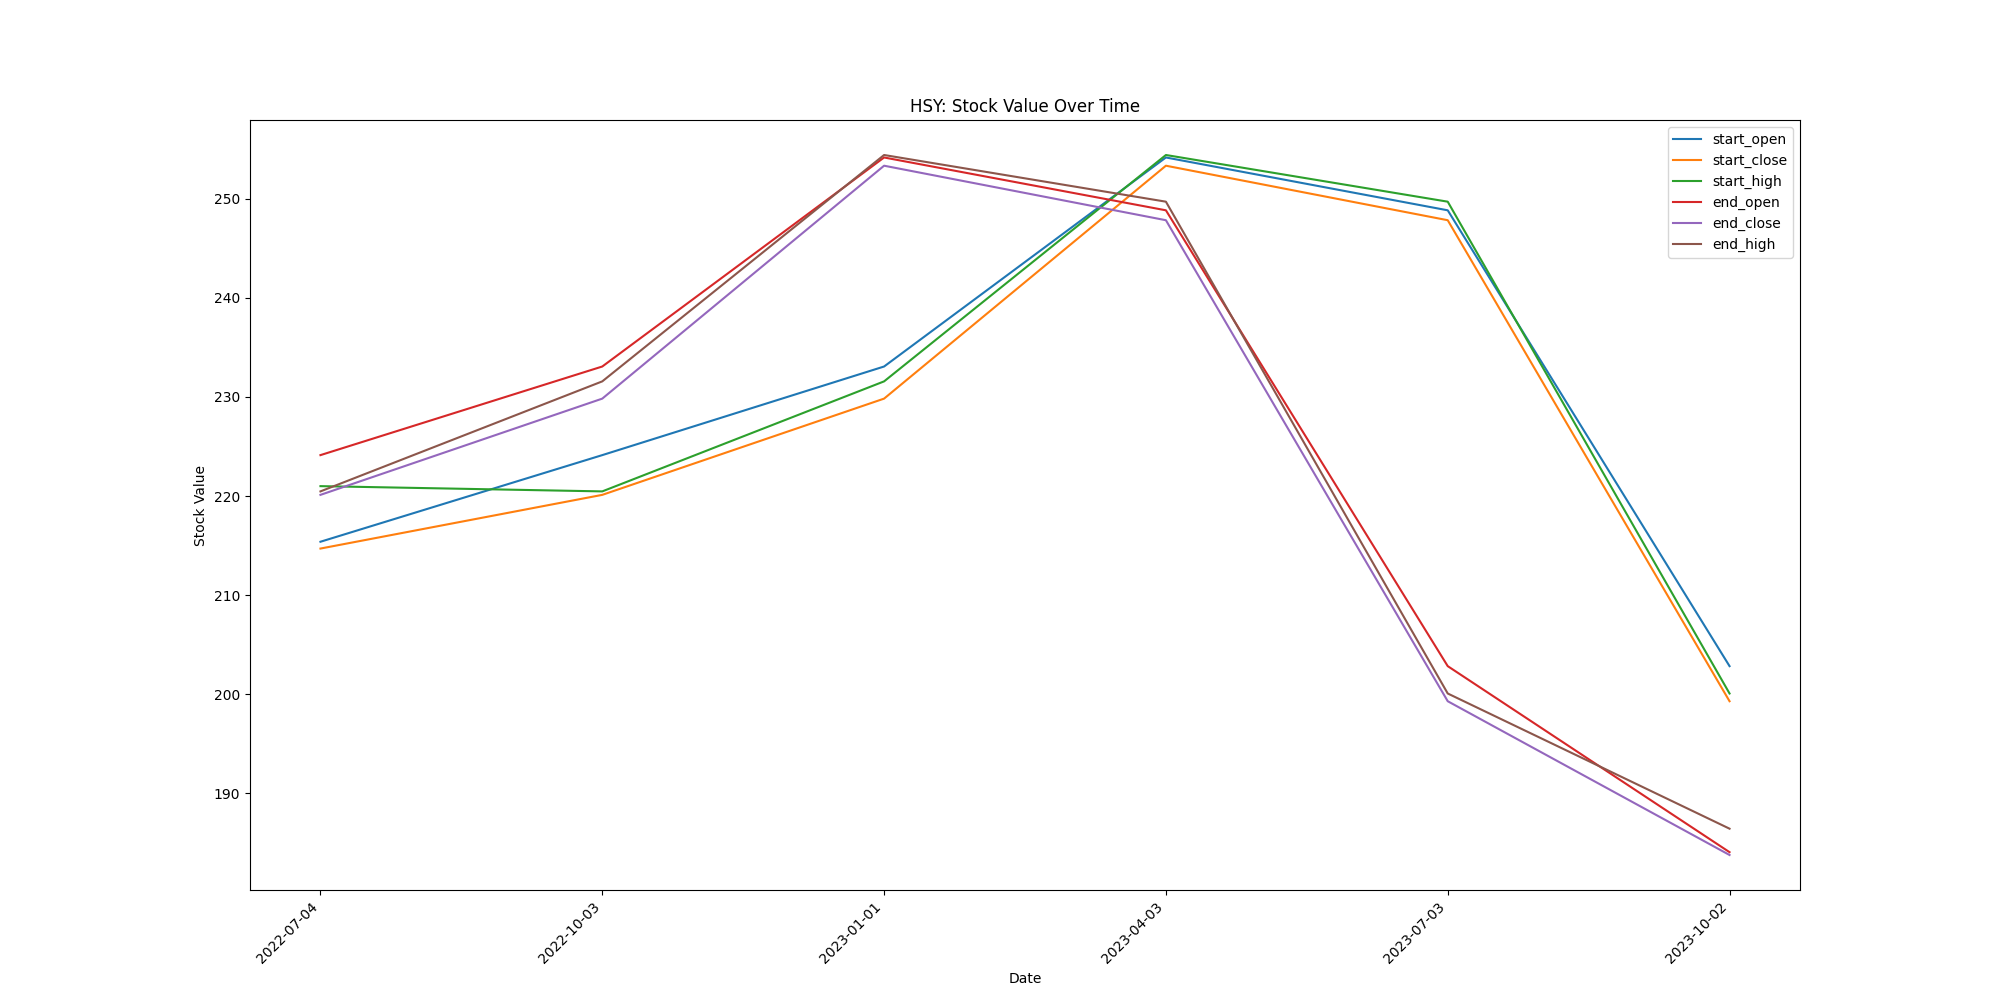 HSY: Stock Value Over Time
start_open
start_close
start_high
end_open
end_close
end_high
Stock Value
250
240
230
220
210
200
190
2022-07-04
2022-10-03
2023-01-01
2023-04-03
2023-07-03
2023-10-02
Date